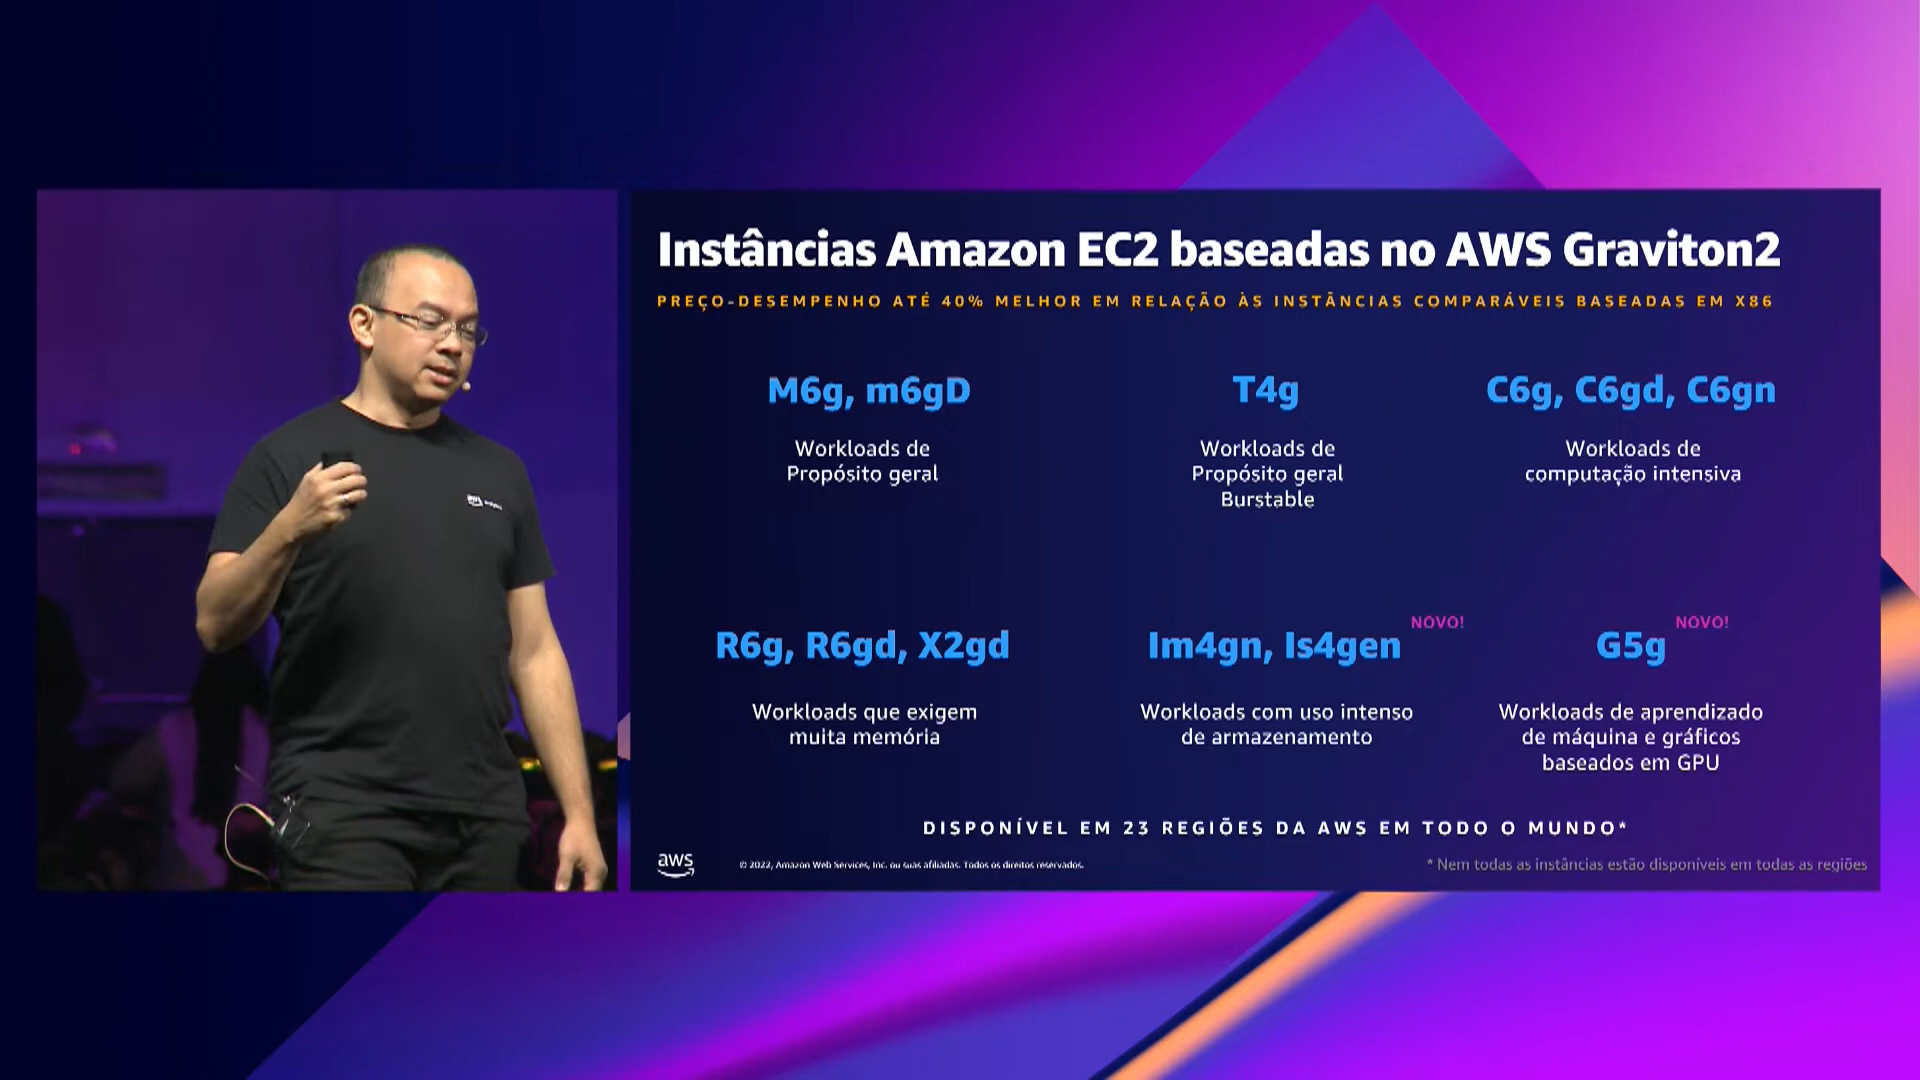 Instâncias Amazon EC2 baseadas no AWS Graviton2
PREÇO-DESEMPENHO ATÉ 40% MELHOR EM RELAÇÃO ÀS INSTÂNCIAS COMPARÁVEIS BASEADAS EM X86
M6g, m6gD
Workloads de
Propósito geral
T4g
Workloads de
Propósito geral
Burstable
C6g, C6gd, C6gn
Workloads de
computação intensiva
R6g, R6gd, X2gd
Workloads que exigem
muita memória
NOVO!
Im4gn, Is4gen
Workloads com uso intenso
de armazenamento
NOVO!
G5g
Workloads de aprendizado
de máquina e gráficos
baseados em GPU
DISPONÍVEL EM 23 REGIÕES DA AWS EM TODO O MUNDO*
aws
© 2022, Amazon Web Services, Inc. ou suas afiliadas. Todos os direitos reservados.
* Nem todas as instâncias estão disponíveis em todas as regiões
aws